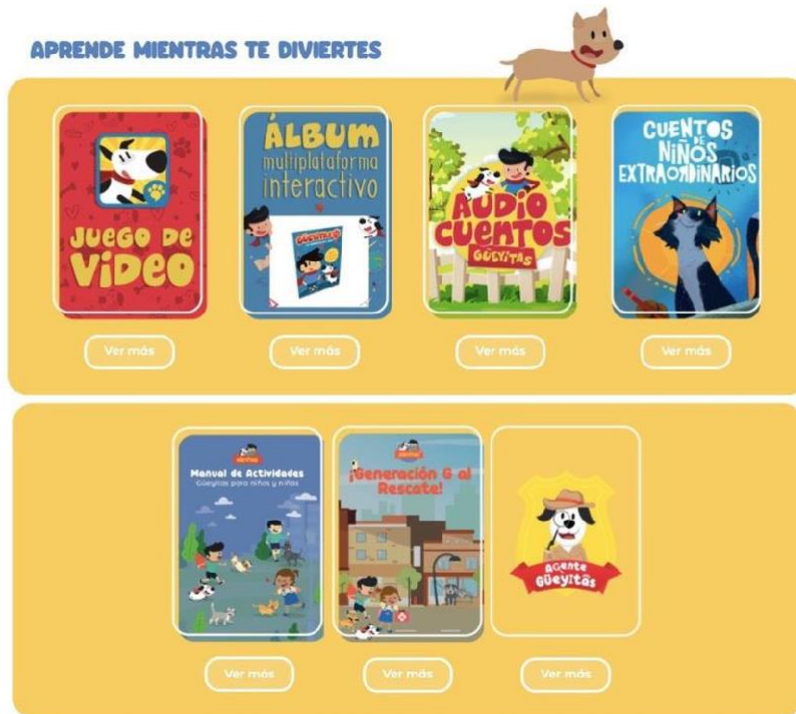 APRENDE MIENTRAS TE DIVIERTES
JUEGO DE
VIDEO
ÁLBUM
multiplataforma
interactivo
AUDIO
CUENTOS
GÜEYITAS
CUENTOS
DE
NIÑOS
EXTRAORDINARIOS
Ver más
Ver más
Ver más
Ver más
Manual de Actividades
Güeyitas para niños y niñas
¡Generación G al
Rescate!
AGENTE
GÜEYITAS
Ver más
Ver más
Ver más